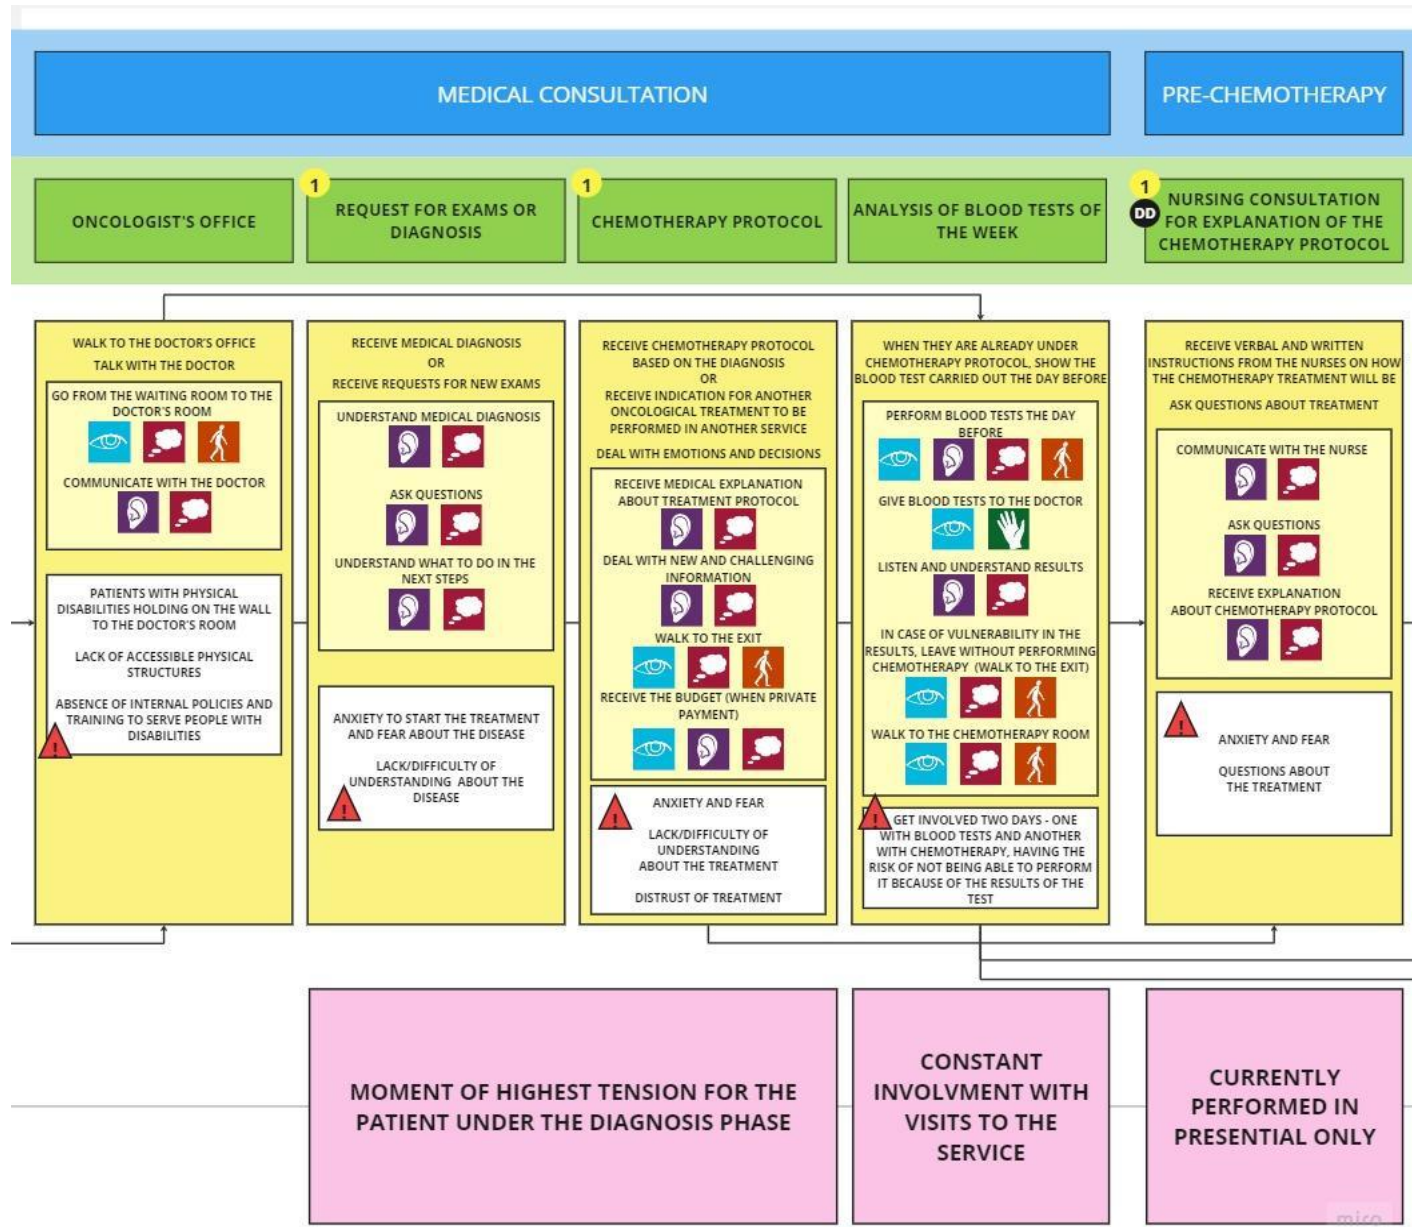 MEDICAL CONSULTATION
PRE-CHEMOTHERAPY
ONCOLOGIST'S OFFICE
1
REQUEST FOR EXAMS OR
DIAGNOSIS
1
CHEMOTHERAPY PROTOCOL
ANALYSIS OF BLOOD TESTS OF
THE WEEK
1
DD
NURSING CONSULTATION
FOR EXPLANATION OF THE
CHEMOTHERAPY PROTOCOL
WALK TO THE DOCTOR'S OFFICE
TALK WITH THE DOCTOR
GO FROM THE WAITING ROOM TO THE
DOCTOR'S ROOM
COMMUNICATE WITH THE DOCTOR
PATIENTS WITH PHYSICAL
DISABILITIES HOLDING ON THE WALL
TO THE DOCTOR'S ROOM
LACK OF ACCESSIBLE PHYSICAL
STRUCTURES
ABSENCE OF INTERNAL POLICIES AND
TRAINING TO SERVE PEOPLE WITH
DISABILITIES
!
RECEIVE MEDICAL DIAGNOSIS
OR
RECEIVE REQUESTS FOR NEW EXAMS
UNDERSTAND MEDICAL DIAGNOSIS
ASK QUESTIONS
UNDERSTAND WHAT TO DO IN THE
NEXT STEPS
ANXIETY TO START THE TREATMENT
AND FEAR ABOUT THE DISEASE
LACK/DIFFICULTY OF
UNDERSTANDING ABOUT THE
DISEASE
!
RECEIVE CHEMOTHERAPY PROTOCOL
BASED ON THE DIAGNOSIS
OR
RECEIVE INDICATION FOR ANOTHER
ONCOLOGICAL TREATMENT TO BE
PERFORMED IN ANOTHER SERVICE
DEAL WITH EMOTIONS AND DECISIONS
RECEIVE MEDICAL EXPLANATION
ABOUT TREATMENT PROTOCOL
DEAL WITH NEW AND CHALLENGING
INFORMATION
WALK TO THE EXIT
RECEIVE THE BUDGET (WHEN PRIVATE
PAYMENT)
!
ANXIETY AND FEAR
LACK/DIFFICULTY OF
UNDERSTANDING
ABOUT THE TREATMENT
DISTRUST OF TREATMENT
WHEN THEY ARE ALREADY UNDER
CHEMOTHERAPY PROTOCOL, SHOW THE
BLOOD TEST CARRIED OUT THE DAY BEFORE
PERFORM BLOOD TESTS THE DAY
BEFORE
GIVE BLOOD TESTS TO THE DOCTOR
LISTEN AND UNDERSTAND RESULTS
IN CASE OF VULNERABILITY IN THE
RESULTS, LEAVE WITHOUT PERFORMING
CHEMOTHERAPY (WALK TO THE EXIT)
WALK TO THE CHEMOTHERAPY ROOM
!
GET INVOLVED TWO DAYS - ONE
WITH BLOOD TESTS AND ANOTHER
WITH CHEMOTHERAPY, HAVING THE
RISK OF NOT BEING ABLE TO PERFORM
IT BECAUSE OF THE RESULTS OF THE
TEST
RECEIVE VERBAL AND WRITTEN
INSTRUCTIONS FROM THE NURSES ON HOW
THE CHEMOTHERAPY TREATMENT WILL BE
ASK QUESTIONS ABOUT TREATMENT
COMMUNICATE WITH THE NURSE
ASK QUESTIONS
RECEIVE EXPLANATION
ABOUT CHEMOTHERAPY PROTOCOL
!
ANXIETY AND FEAR
QUESTIONS ABOUT
THE TREATMENT
MOMENT OF HIGHEST TENSION FOR THE
PATIENT UNDER THE DIAGNOSIS PHASE
CONSTANT
INVOLVMENT WITH
VISITS TO THE
SERVICE
CURRENTLY
PERFORMED IN
PRESENTIAL ONLY
miro